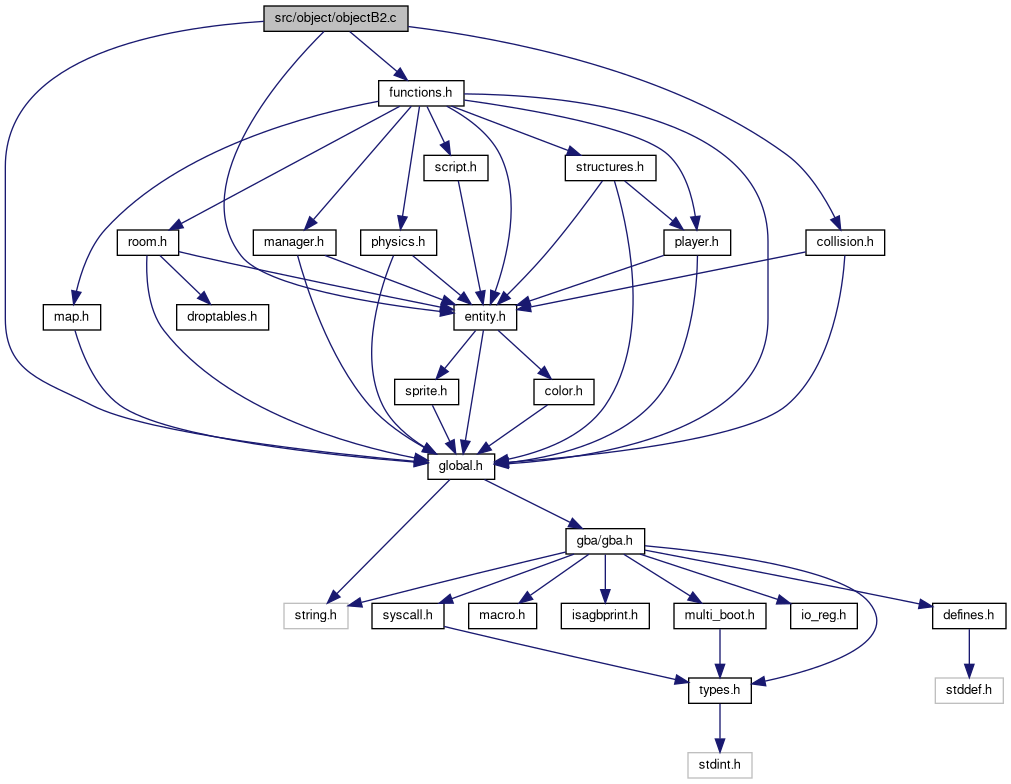 src/object/objectB2.c
functions.h
script.h
structures.h
room.h
manager.h
physics.h
player.h
collision.h
map.h
droptables.h
entity.h
sprite.h
color.h
global.h
gba/gba.h
string.h
syscall.h
macro.h
isagbprint.h
multi_boot.h
io_reg.h
defines.h
types.h
stddef.h
stdint.h